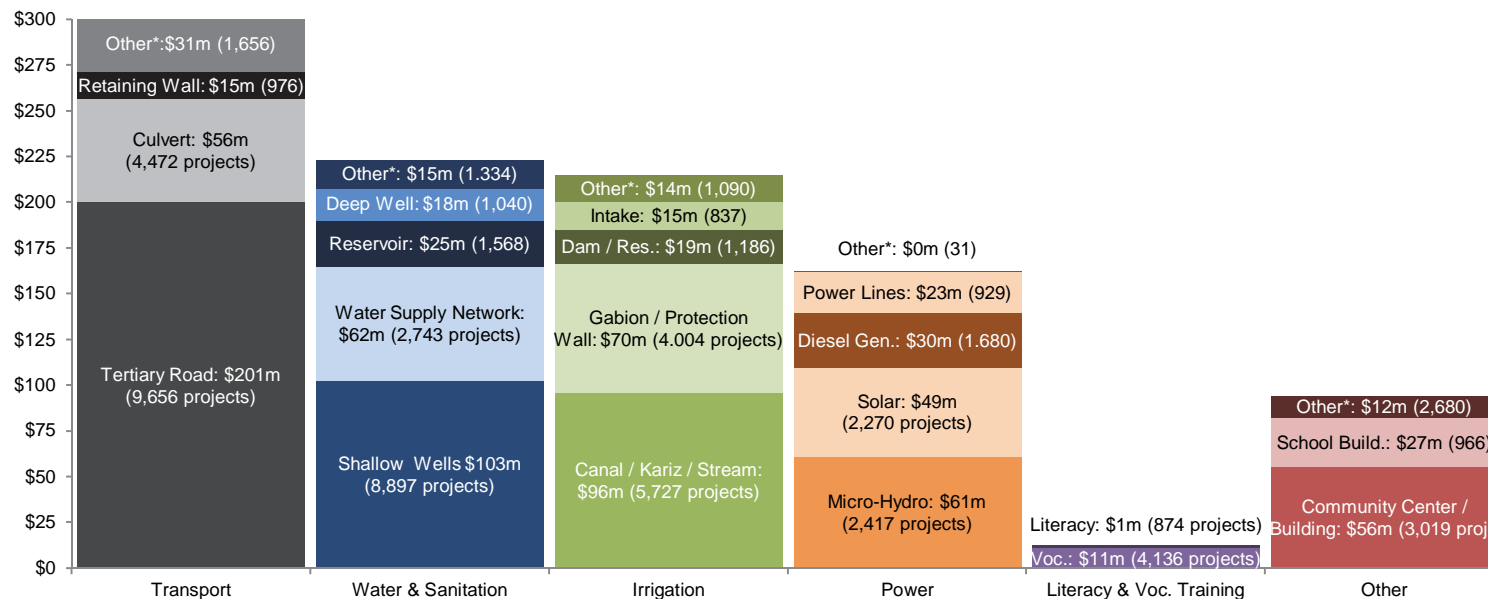 $300
$275
$250
$225
$200
$175
$150
$125
$100
$75
$50
$25
$0
Other*:$31m (1,656)
Retaining Wall: $15m (976)
Culvert: $56m
(4,472 projects)
Tertiary Road: $201m
(9,656 projects)
Other*: $15m (1.334)
Deep Well: $18m (1,040)
Reservoir: $25m (1,568)
Water Supply Network:
$62m (2,743 projects)
Shallow Wells $103m
(8,897 projects)
Other*: $14m (1,090)
Intake: $15m (837)
Dam / Res.: $19m (1,186)
Gabion / Protection
Wall: $70m (4.004 projects)
Canal / Kariz / Stream:
$96m (5,727 projects)
Other*: $0m (31)
Power Lines: $23m (929)
Diesel Gen.: $30m (1.680)
Solar: $49m
(2,270 projects)
Micro-Hydro: $61m
(2,417 projects)
Literacy: $1m (874 projects)
Voc.: $11m (4,136 projects)
Other*: $12m (2,680)
School Build.: $27m (966)
Community Center /
Building: $56m (3,019 proj
Transport
Water & Sanitation
Irrigation
Power
Literacy & Voc. Training
Other